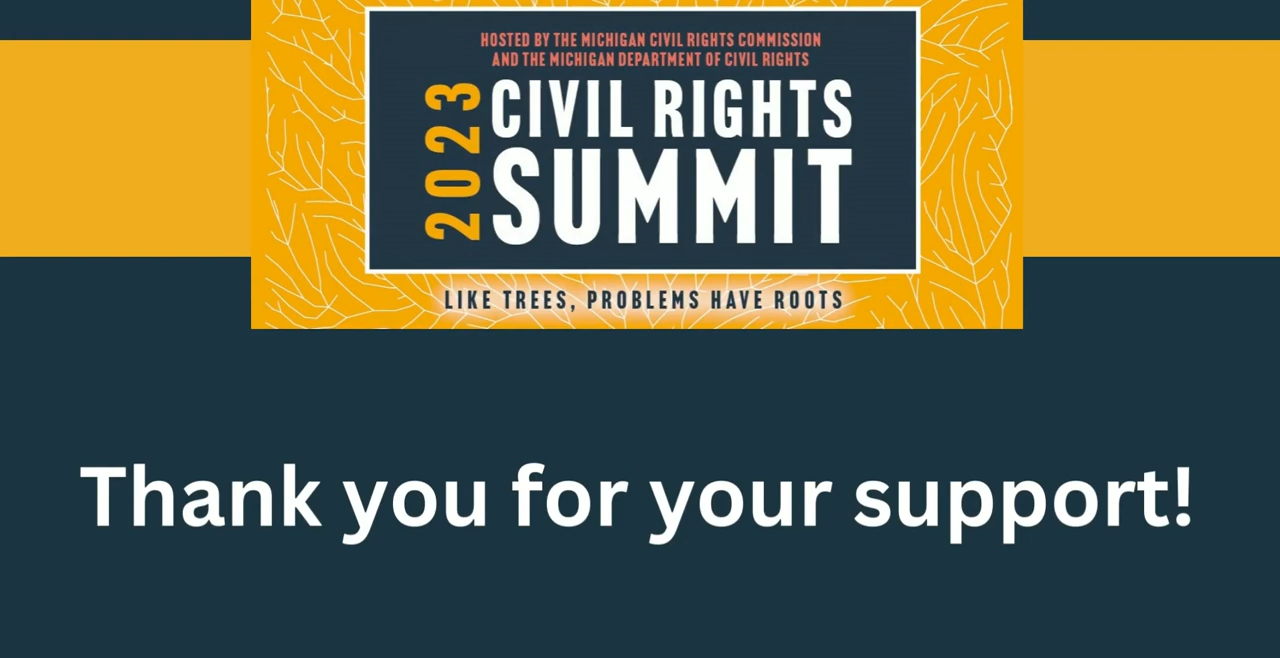 HOSTED BY THE MICHIGAN CIVIL RIGHTS COMMISSION
AND THE MICHIGAN DEPARTMENT OF CIVIL RIGHTS
2023
CIVIL RIGHTS
SUMMIT
LIKE TREES, PROBLEMS HAVE ROOTS
Thank you for your support!